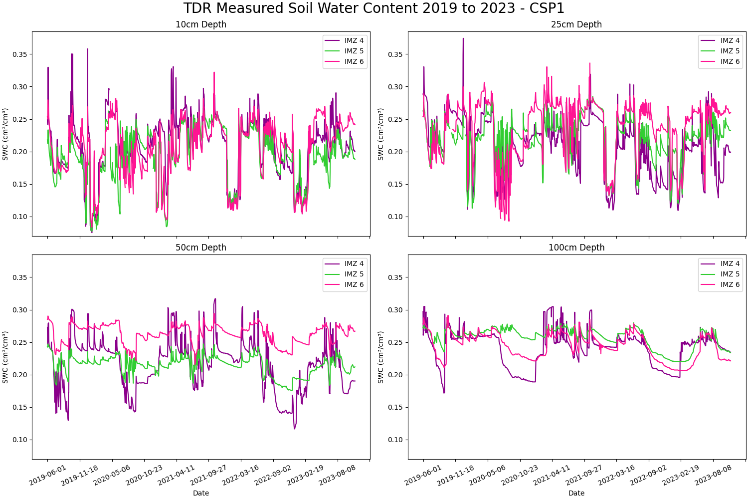 TDR Measured Soil Water Content 2019 to 2023 - CSP1
10cm Depth
25cm Depth
IMZ 4
IMZ 5
IMZ 6
IMZ 4
IMZ 5
IMZ 6
SWC (cm³/cm³)
0.35
0.30
0.25
0.20
0.15
0.10
SWC (cm³/cm³)
0.35
0.30
0.25
0.20
0.15
0.10
50cm Depth
100cm Depth
IMZ 4
IMZ 5
IMZ 6
IMZ 4
IMZ 5
IMZ 6
SWC (cm³/cm³)
0.35
0.30
0.25
0.20
0.15
0.10
SWC (cm³/cm³)
0.35
0.30
0.25
0.20
0.15
0.10
2019-06-01
2019-11-18
2020-05-06
2020-10-23
2021-04-11
2021-09-27
2022-03-16
2022-09-02
2023-02-19
2023-08-08
2019-06-01
2019-11-18
2020-05-06
2020-10-23
2021-04-11
2021-09-27
2022-03-16
2022-09-02
2023-02-19
2023-08-08
Date
Date